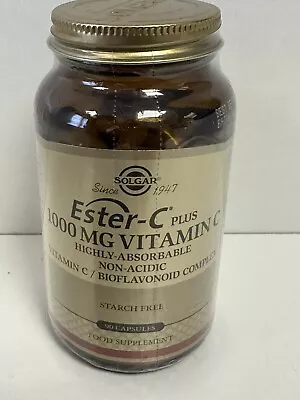 SOLGAR
Since 1947
Ester-C® PLUS
1000 MG VITAMIN C
HIGHLY-ABSORBABLE
NON-ACIDIC
VITAMIN C / BIOFLAVONOID COMPLEX
STARCH FREE
90 CAPSULES
FOOD SUPPLEMENT